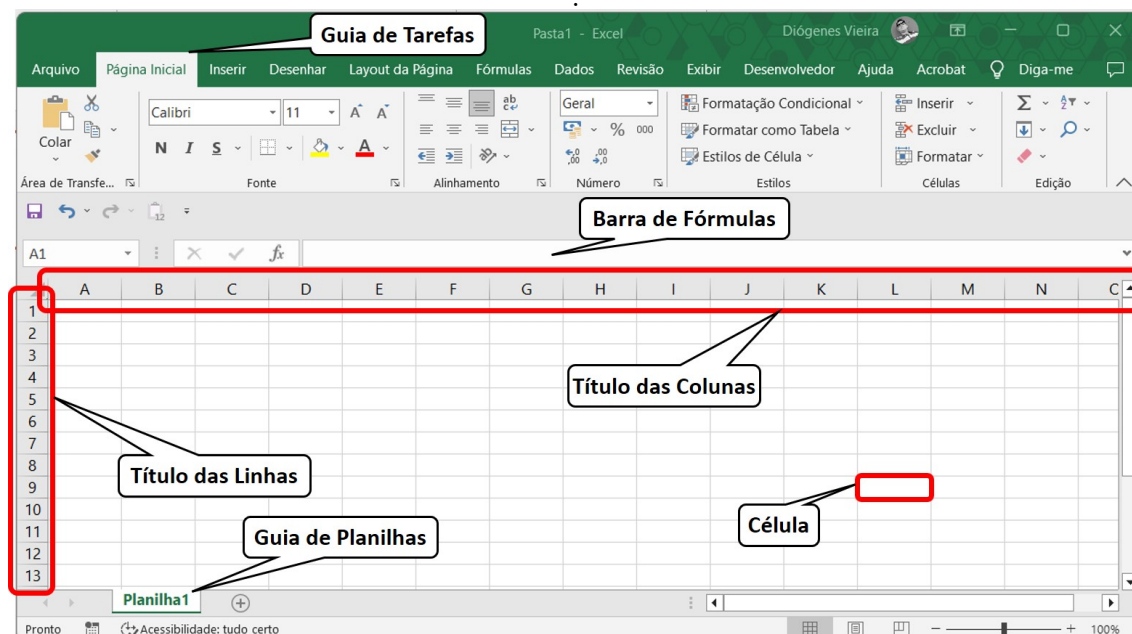 .
Guia de Tarefas
Pasta1 - Excel
Diógenes Vieira
Arquivo Página Inicial Inserir Desenhar Layout da Página Fórmulas Dados Revisão Exibir Desenvolvedor Ajuda Acrobat Diga-me
Colar
Calibri 11 A A
N I S A
ab
Geral
% 000
Formatação Condicional
Formatar como Tabela
Estilos de Célula
Inserir
Excluir
Formatar
Σ
Área de Transfe... Fonte Alinhamento Número Estilos Células Edição
12
Barra de Fórmulas
A1 fx
A B C D E F G H I J K L M N
1
2
3
4
5
6
7
8
9
10
11
12
13
Título das Colunas
Título das Linhas
Célula
Guia de Planilhas
Planilha1
Pronto Acessibilidade: tudo certo 100%